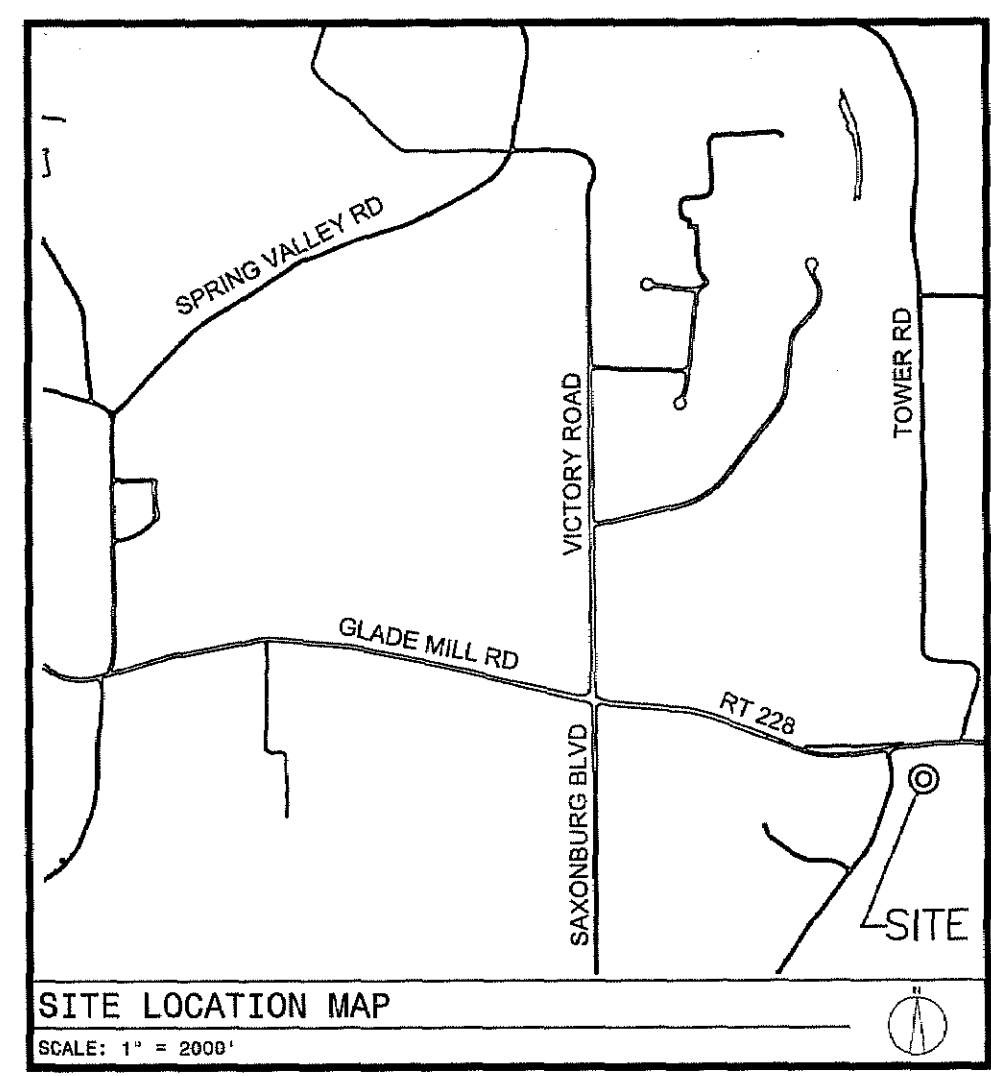 SPRING VALLEY RD
VICTORY ROAD
TOWER RD
GLADE MILL RD
RT 228
SAXONBURG BLVD
SITE
SITE LOCATION MAP
N
SCALE: 1" = 2000'